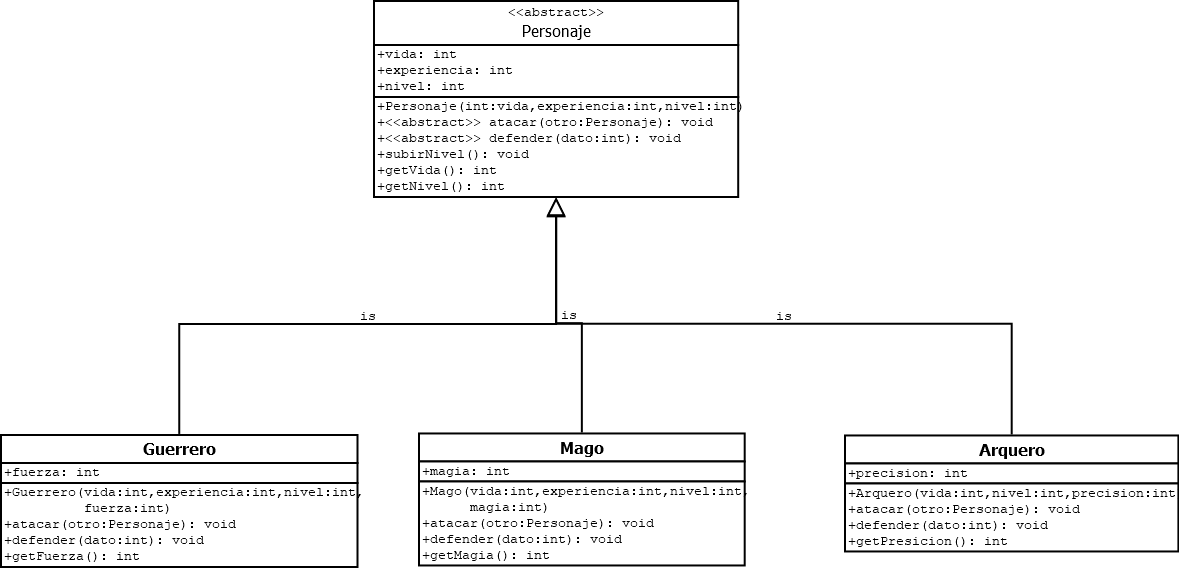 <<abstract>>
Personaje
+vida: int
+experiencia: int
+nivel: int
+Personaje(int:vida,experiencia:int,nivel:int)
+<<abstract>> atacar(otro:Personaje): void
+<<abstract>> defender(dato:int): void
+subirNivel(): void
+getVida(): int
+getNivel(): int
is
is
is
Guerrero
+fuerza: int
+Guerrero(vida:int,experiencia:int,nivel:int,
fuerza:int)
+atacar(otro:Personaje): void
+defender(dato:int): void
+getFuerza(): int
Mago
+magia: int
+Mago(vida:int,experiencia:int,nivel:int,
magia:int)
+atacar(otro:Personaje): void
+defender(dato:int): void
+getMagia(): int
Arquero
+precision: int
+Arquero(vida:int,nivel:int,precision:int
+atacar(otro:Personaje): void
+defender(dato:int): void
+getPresicion(): int